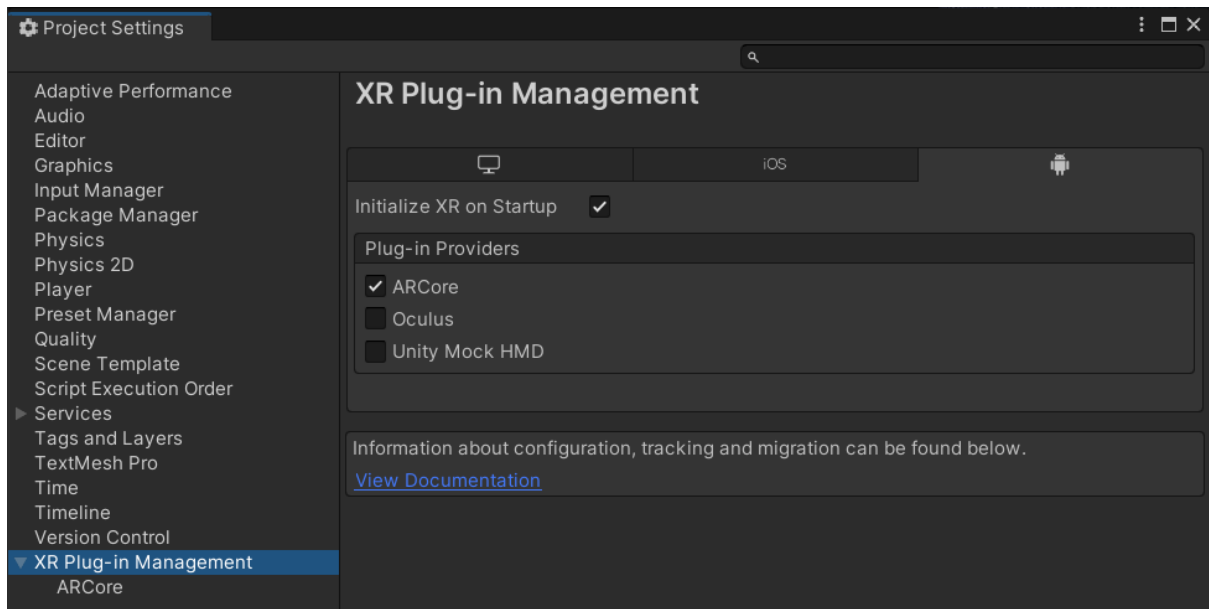 Project Settings
Adaptive Performance
Audio
Editor
Graphics
Input Manager
Package Manager
Physics
Physics 2D
Player
Preset Manager
Quality
Scene Template
Script Execution Order
Services
Tags and Layers
TextMesh Pro
Time
Timeline
Version Control
XR Plug-in Management
ARCore
XR Plug-in Management
iOS
Initialize XR on Startup
Plug-in Providers
ARCore
Oculus
Unity Mock HMD
Information about configuration, tracking and migration can be found below.
View Documentation